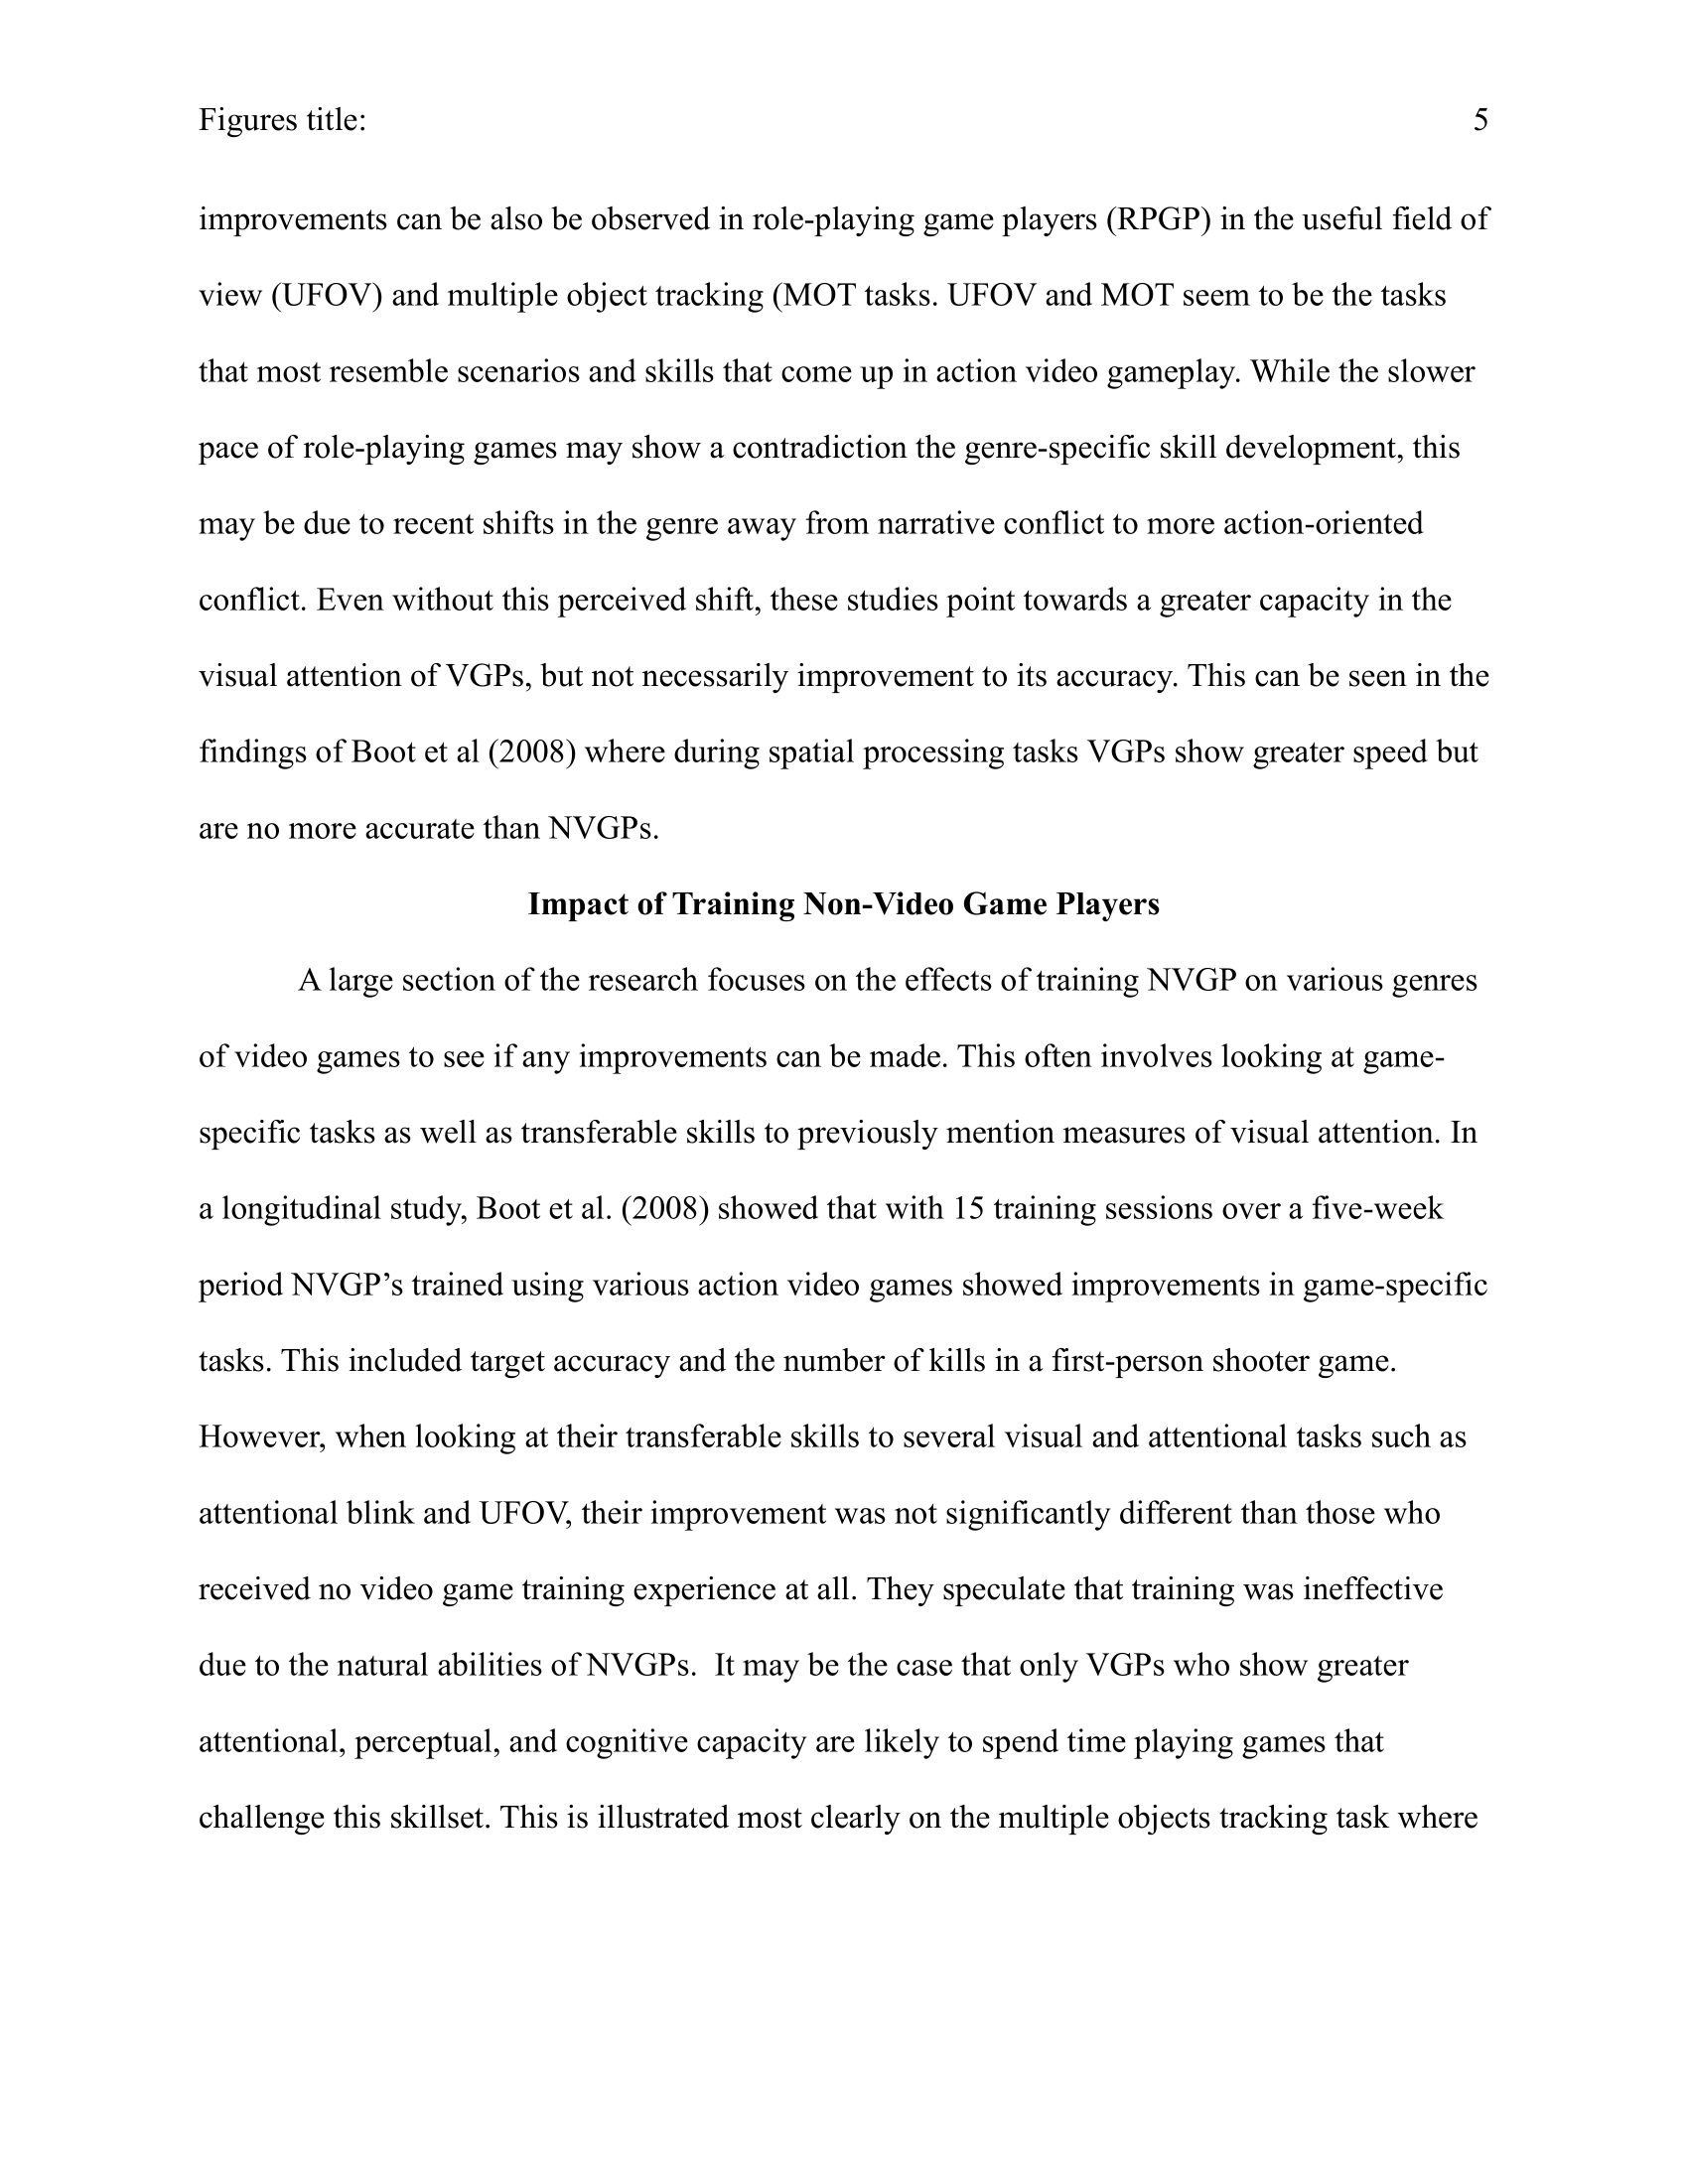 Figures title: 5
improvements can be also be observed in role-playing game players (RPGP) in the useful field of
view (UFOV) and multiple object tracking (MOT tasks. UFOV and MOT seem to be the tasks
that most resemble scenarios and skills that come up in action video gameplay. While the slower
pace of role-playing games may show a contradiction the genre-specific skill development, this
may be due to recent shifts in the genre away from narrative conflict to more action-oriented
conflict. Even without this perceived shift, these studies point towards a greater capacity in the
visual attention of VGPs, but not necessarily improvement to its accuracy. This can be seen in the
findings of Boot et al (2008) where during spatial processing tasks VGPs show greater speed but
are no more accurate than NVGPs.
Impact of Training Non-Video Game Players
A large section of the research focuses on the effects of training NVGP on various genres
of video games to see if any improvements can be made. This often involves looking at game-
specific tasks as well as transferable skills to previously mention measures of visual attention. In
a longitudinal study, Boot et al. (2008) showed that with 15 training sessions over a five-week
period NVGP’s trained using various action video games showed improvements in game-specific
tasks. This included target accuracy and the number of kills in a first-person shooter game.
However, when looking at their transferable skills to several visual and attentional tasks such as
attentional blink and UFOV, their improvement was not significantly different than those who
received no video game training experience at all. They speculate that training was ineffective
due to the natural abilities of NVGPs.  It may be the case that only VGPs who show greater
attentional, perceptual, and cognitive capacity are likely to spend time playing games that
challenge this skillset. This is illustrated most clearly on the multiple objects tracking task where